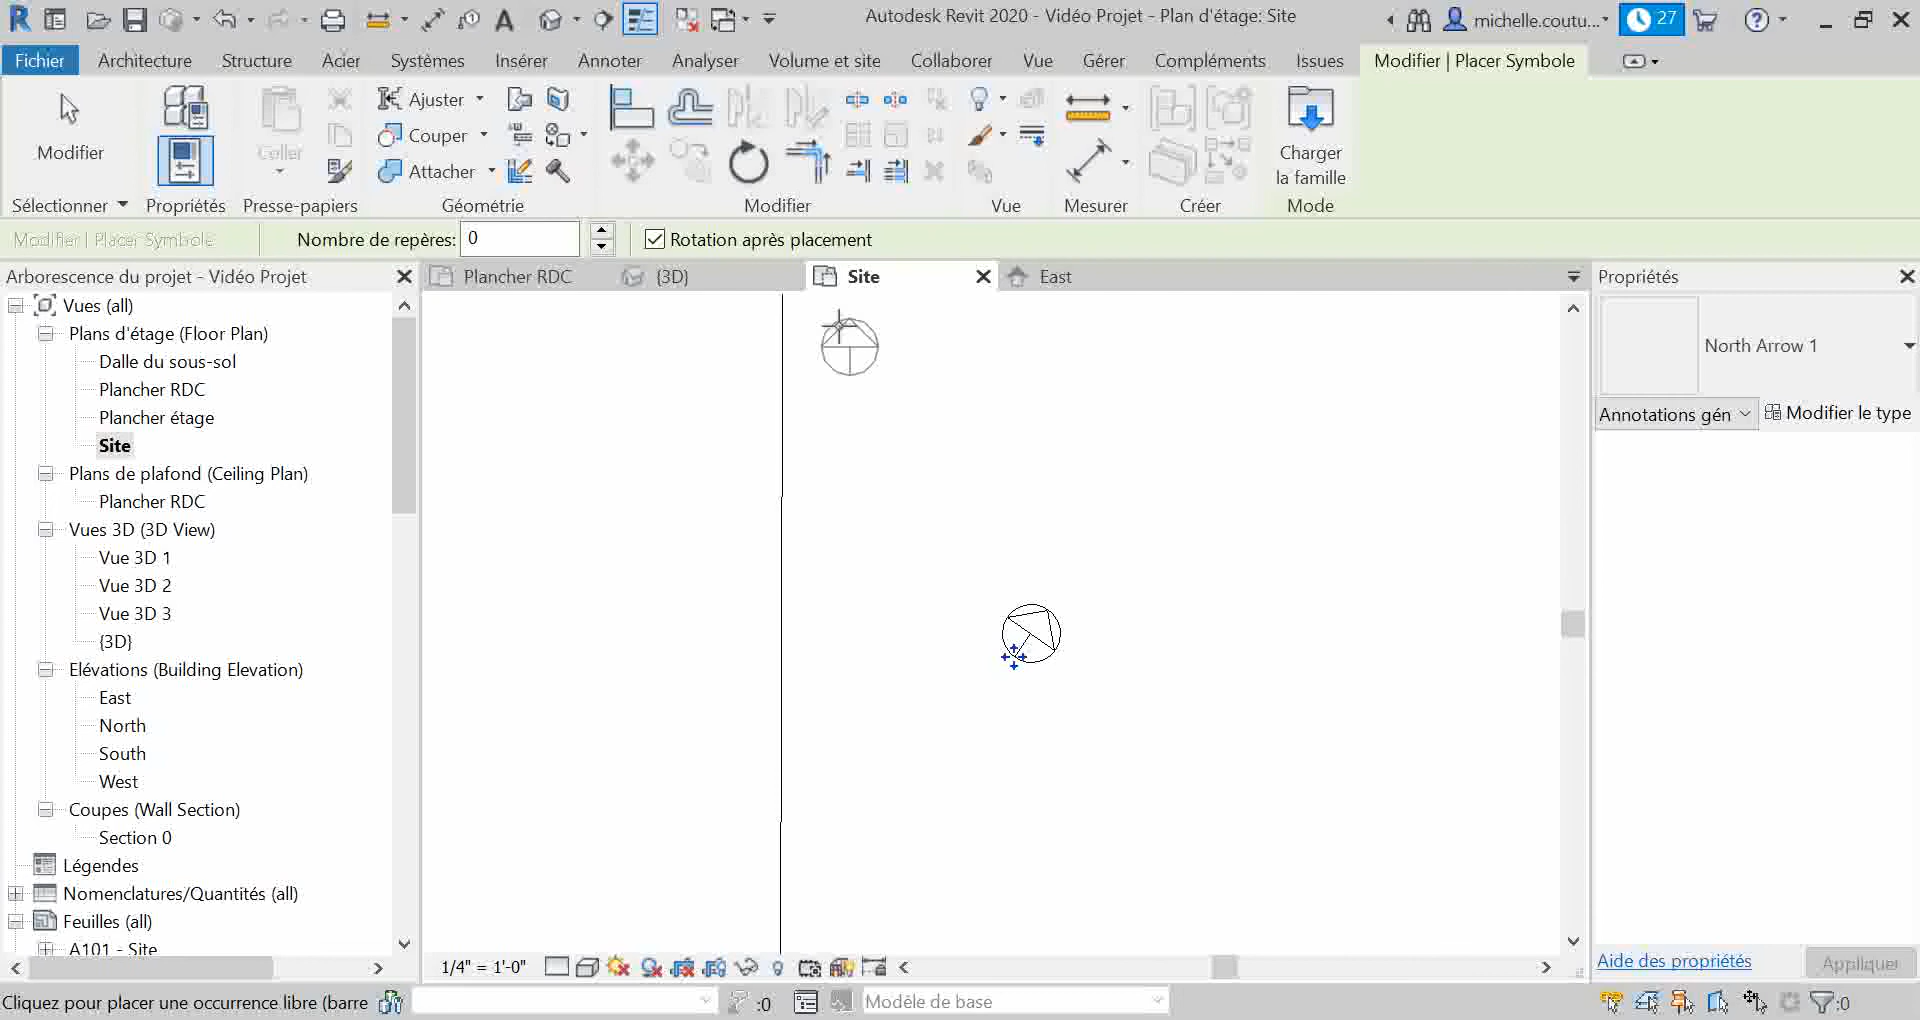 Autodesk Revit 2020 - Vidéo Projet - Plan d'étage: Site
michelle.coutu...
27
Fichier
Architecture
Structure
Acier
Systèmes
Insérer
Annoter
Analyser
Volume et site
Collaborer
Vue
Gérer
Compléments
Issues
Modifier | Placer Symbole
Modifier
Coller
Ajuster
Couper
Attacher
Charger
la famille
Sélectionner
Propriétés
Presse-papiers
Géométrie
Modifier
Vue
Mesurer
Créer
Mode
Modifier | Placer Symbole
Nombre de repères:
0
Rotation après placement
Arborescence du projet - Vidéo Projet
Plancher RDC
{3D}
Site
East
Propriétés
Vues (all)
Plans d'étage (Floor Plan)
Dalle du sous-sol
Plancher RDC
Plancher étage
Site
Plans de plafond (Ceiling Plan)
Plancher RDC
Vues 3D (3D View)
Vue 3D 1
Vue 3D 2
Vue 3D 3
{3D}
Elévations (Building Elevation)
East
North
South
West
Coupes (Wall Section)
Section 0
Légendes
Nomenclatures/Quantités (all)
Feuilles (all)
A101 - Site
North Arrow 1
Annotations gén
Modifier le type
1/4" = 1'-0"
Aide des propriétés
Appliquer
Cliquez pour placer une occurrence libre (barre
:0
Modèle de base
:0